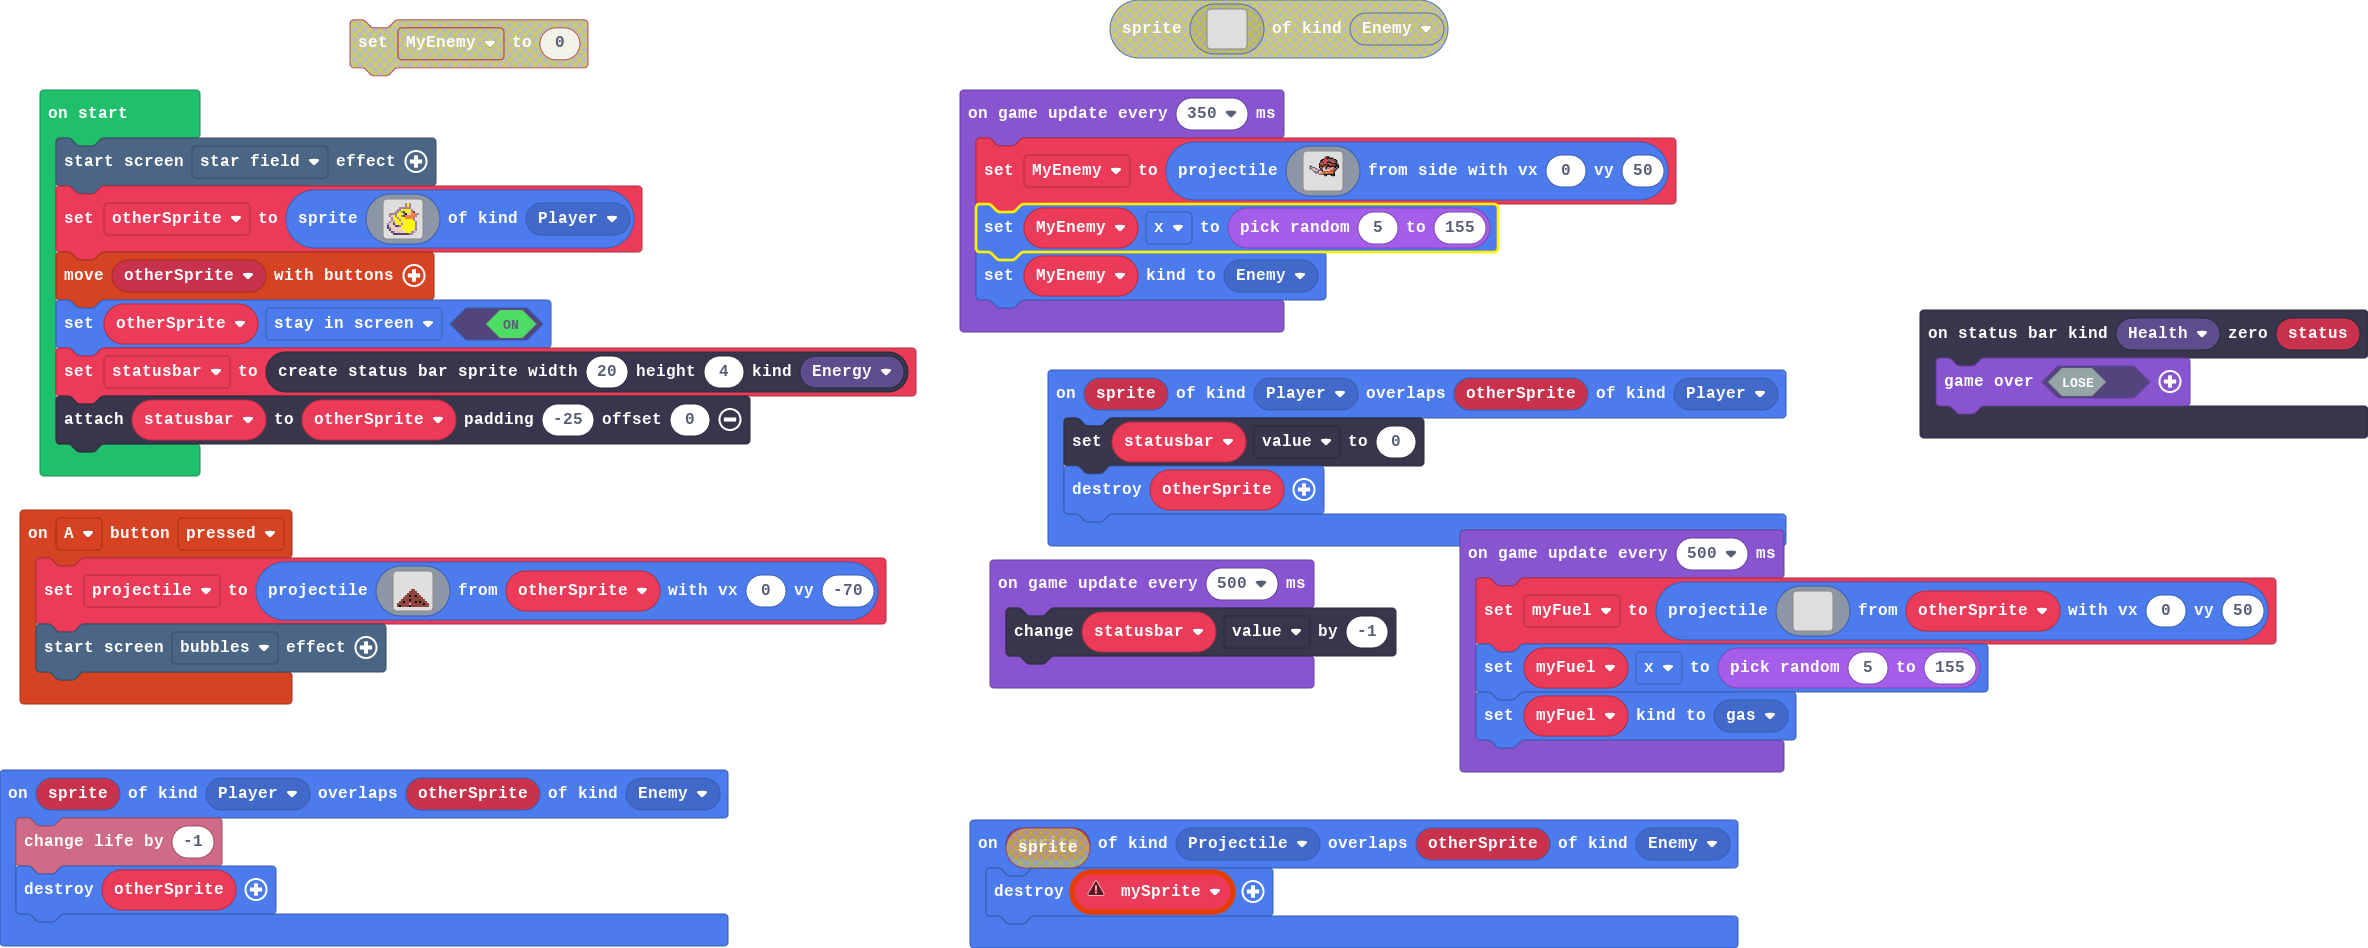 set MyEnemy to 0
sprite of kind Enemy
on start
start screen star field effect
set otherSprite to sprite of kind Player
move otherSprite with buttons
set otherSprite stay in screen ON
set statusbar to create status bar sprite width 20 height 4 kind Energy
attach statusbar to otherSprite padding -25 offset 0
on game update every 350 ms
set MyEnemy to projectile from side with vx 0 vy 50
set MyEnemy x to pick random 5 to 155
set MyEnemy kind to Enemy
on status bar kind Health zero status
game over LOSE
on sprite of kind Player overlaps otherSprite of kind Player
set statusbar value to 0
destroy otherSprite
on A button pressed
set projectile to projectile from otherSprite with vx 0 vy -70
start screen bubbles effect
on game update every 500 ms
change statusbar value by -1
on game update every 500 ms
set myFuel to projectile from otherSprite with vx 0 vy 50
set myFuel x to pick random 5 to 155
set myFuel kind to gas
on sprite of kind Player overlaps otherSprite of kind Enemy
change life by -1
destroy otherSprite
on sprite of kind Projectile overlaps otherSprite of kind Enemy
destroy mySprite